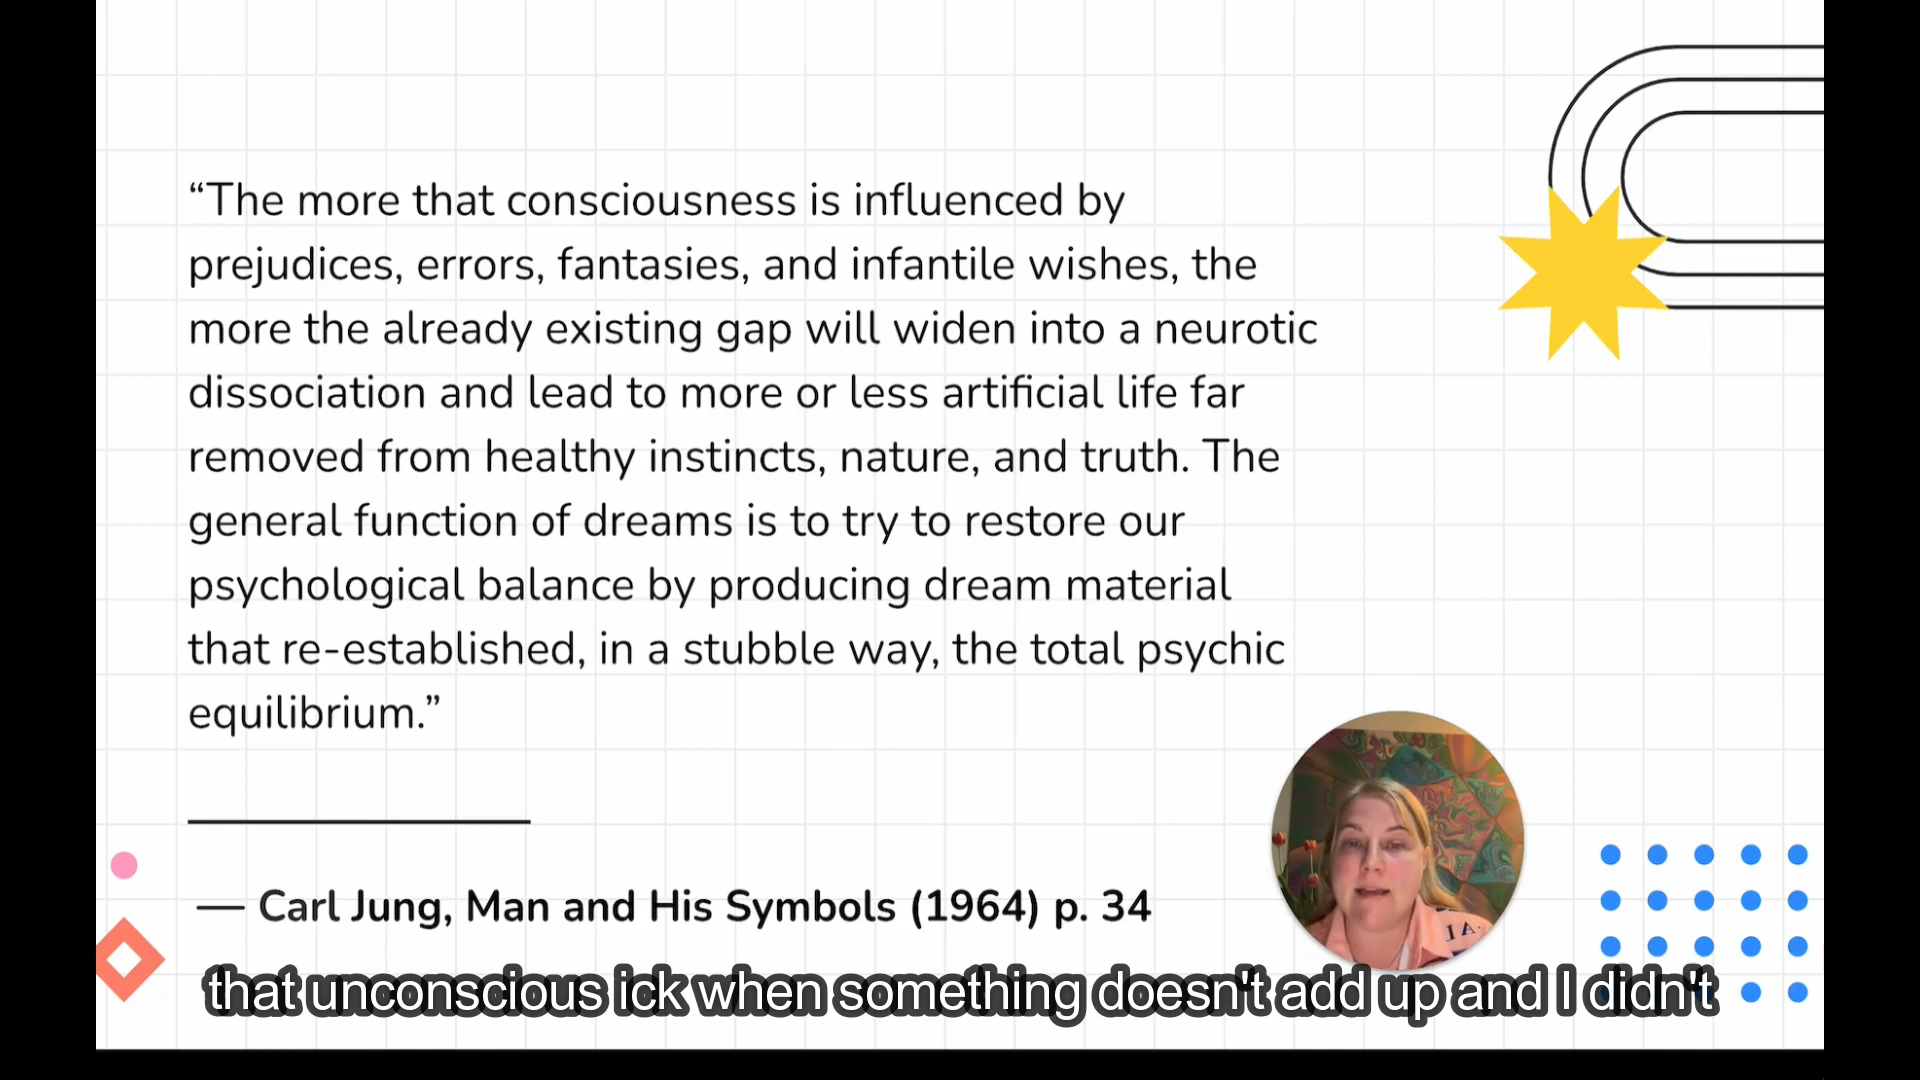 “The more that consciousness is influenced by
prejudices, errors, fantasies, and infantile wishes, the
more the already existing gap will widen into a neurotic
dissociation and lead to more or less artificial life far
removed from healthy instincts, nature, and truth. The
general function of dreams is to try to restore our
psychological balance by producing dream material
that re-established, in a stubble way, the total psychic
equilibrium.”
— Carl Jung, Man and His Symbols (1964) p. 34
that unconscious ick when something doesn't add up and I didn't